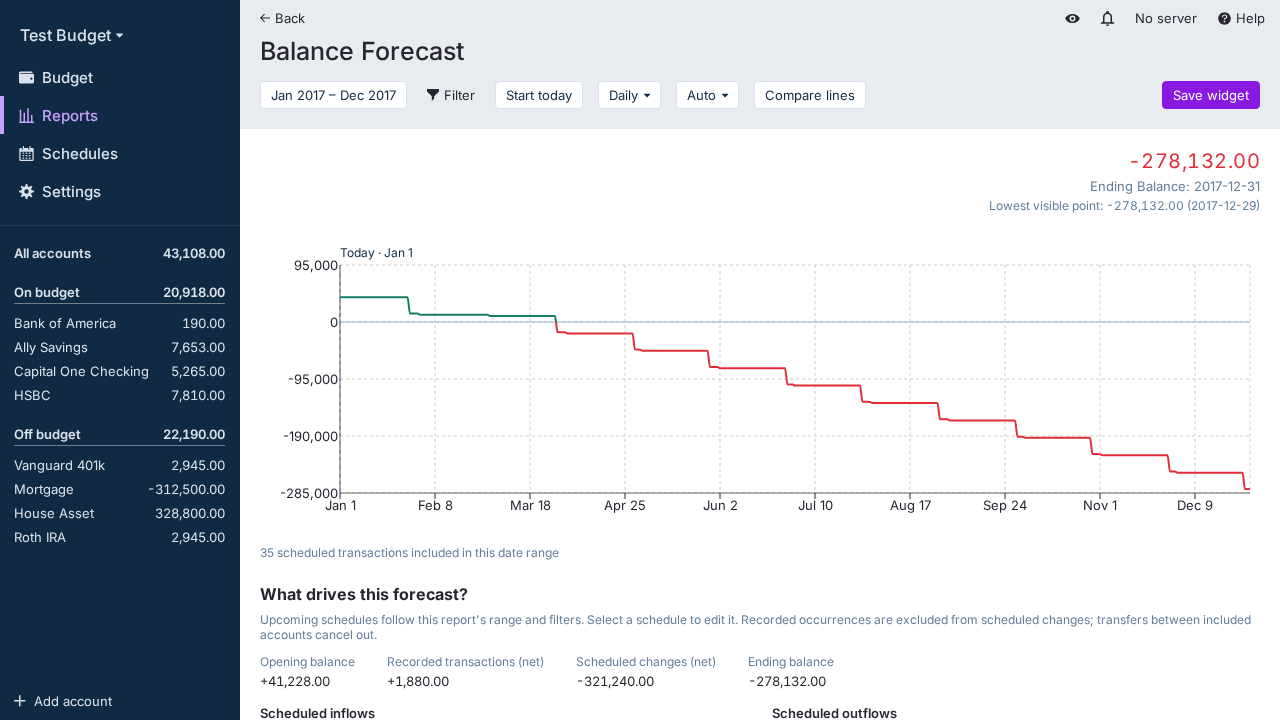 Test Budget
Budget
Reports
Schedules
Settings
All accounts 43,108.00
On budget 20,918.00
Bank of America 190.00
Ally Savings 7,653.00
Capital One Checking 5,265.00
HSBC 7,810.00
Off budget 22,190.00
Vanguard 401k 2,945.00
Mortgage -312,500.00
House Asset 328,800.00
Roth IRA 2,945.00
Add account
Back
No server
Help
Balance Forecast
Jan 2017 – Dec 2017
Filter
Start today
Daily
Auto
Compare lines
Save widget
-278,132.00
Ending Balance: 2017-12-31
Lowest visible point: -278,132.00 (2017-12-29)
Today · Jan 1
95,000
0
-95,000
-190,000
-285,000
Jan 1 Feb 8 Mar 18 Apr 25 Jun 2 Jul 10 Aug 17 Sep 24 Nov 1 Dec 9
35 scheduled transactions included in this date range
What drives this forecast?
Upcoming schedules follow this report's range and filters. Select a schedule to edit it. Recorded occurrences are excluded from scheduled changes; transfers between included
accounts cancel out.
Opening balance Recorded transactions (net) Scheduled changes (net) Ending balance
+41,228.00 +1,880.00 -321,240.00 -278,132.00
Scheduled inflows Scheduled outflows